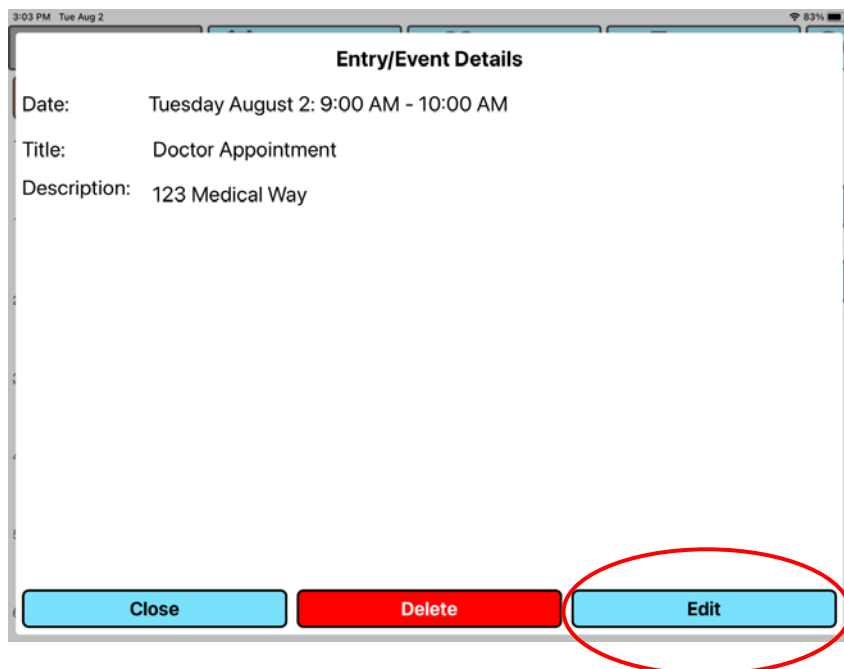 3:03 PM Tue Aug 2 83%
Entry/Event Details
Date: Tuesday August 2: 9:00 AM - 10:00 AM
Title: Doctor Appointment
Description: 123 Medical Way
Close Delete Edit